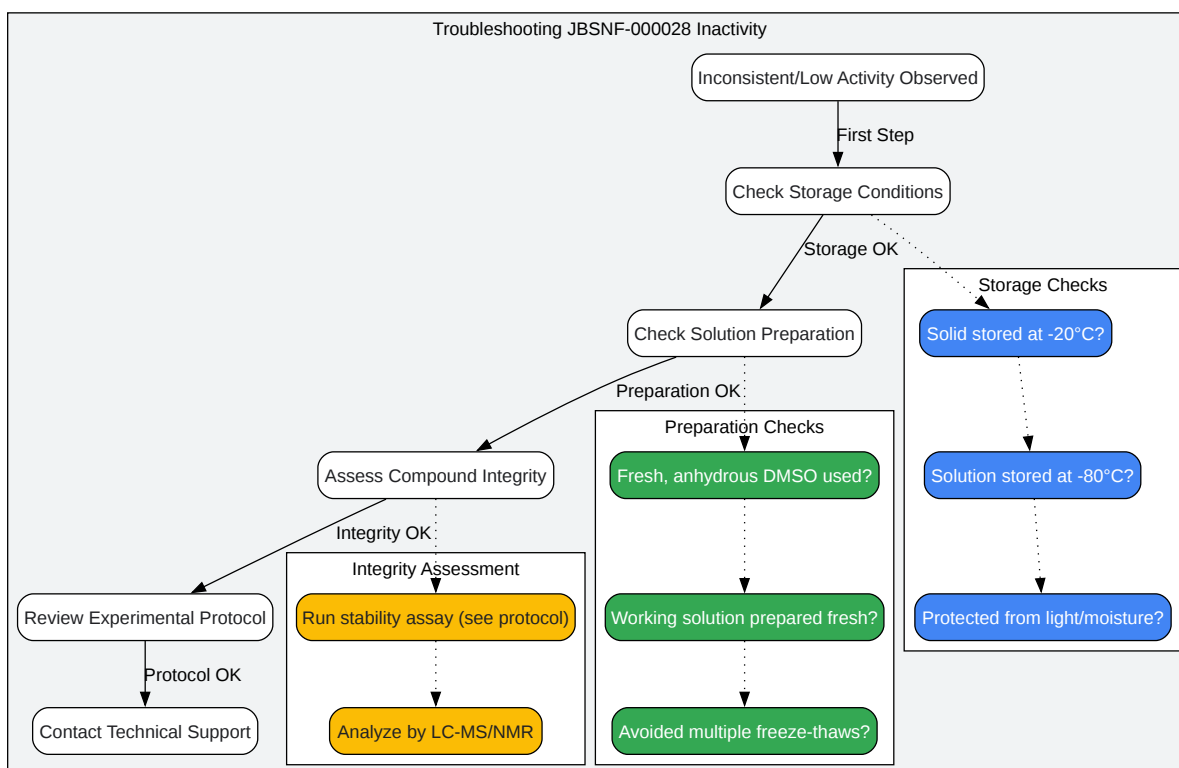 Troubleshooting JBSNF-000028 Inactivity
Inconsistent/Low Activity Observed
First Step
Check Storage Conditions
Storage OK
Storage Checks
Check Solution Preparation
Solid stored at -20°C?
Preparation OK
Preparation Checks
Assess Compound Integrity
Fresh, anhydrous DMSO used?
Solution stored at -80°C?
Integrity OK
Integrity Assessment
Review Experimental Protocol
Run stability assay (see protocol)
Working solution prepared fresh?
Protected from light/moisture?
Protocol OK
Contact Technical Support
Analyze by LC-MS/NMR
Avoided multiple freeze-thaws?